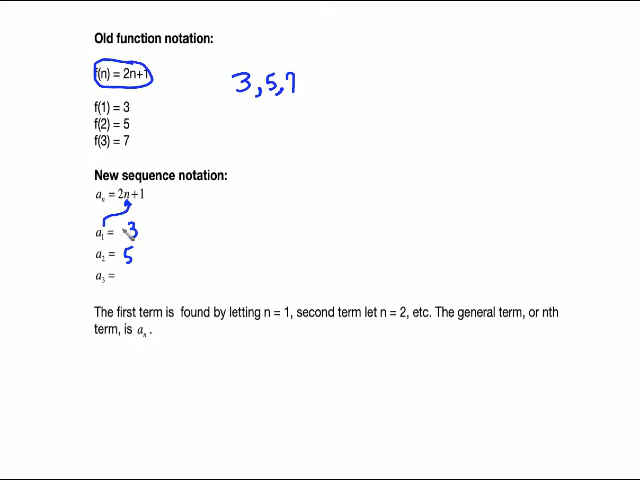 Old function notation:
f(n) = 2n+1
3, 5, 7
f(1) = 3
f(2) = 5
f(3) = 7
New sequence notation:
aₙ = 2n+1
a₁ = 3
a₂ = 5
a₃ =
The first term is found by letting n = 1, second term let n = 2, etc. The general term, or nth
term, is aₙ.